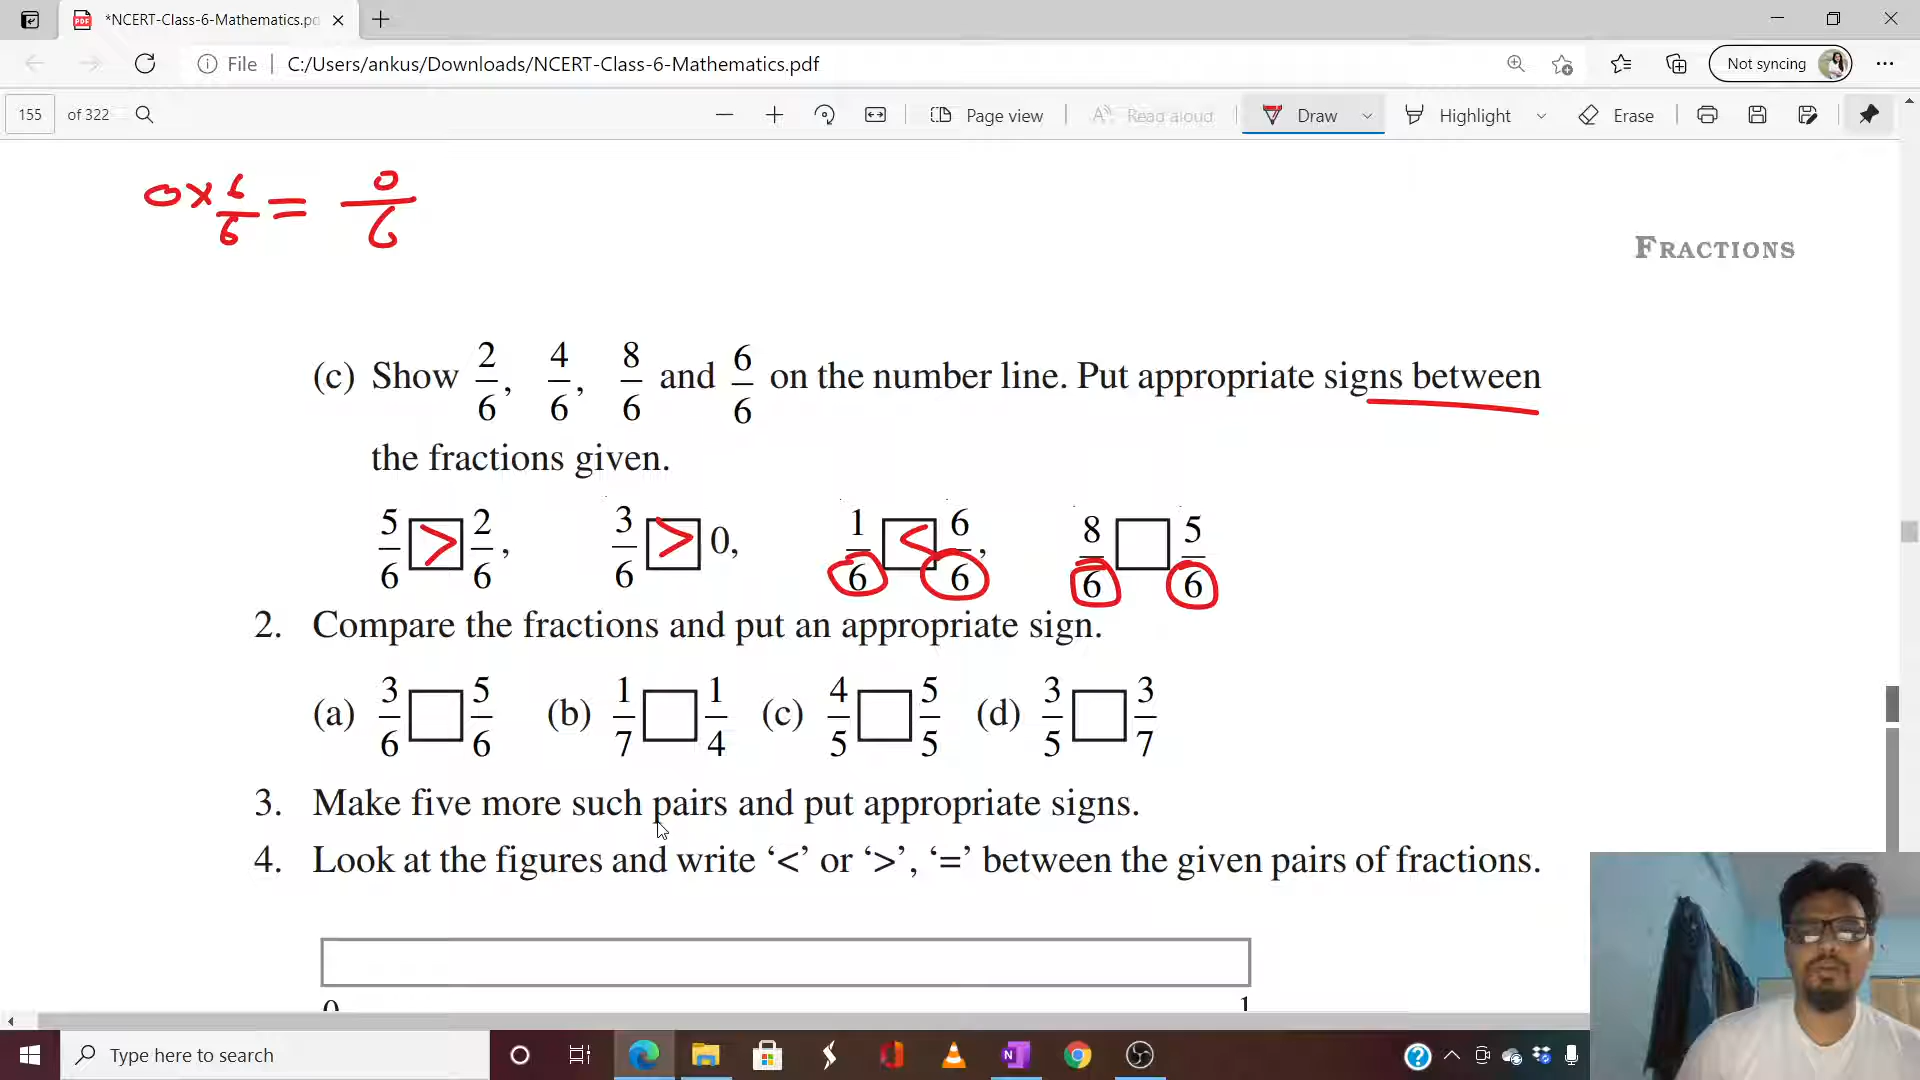 *NCERT-Class-6-Mathematics.pd
File C:/Users/ankus/Downloads/NCERT-Class-6-Mathematics.pdf Not syncing
155 of 322 Page view Read aloud Draw Highlight Erase
0 × 6/6 = 0/6
FRACTIONS
(c) Show 2/6, 4/6, 8/6 and 6/6 on the number line. Put appropriate signs between
the fractions given.
5/6 > 2/6, 3/6 > 0, 1/6 < 6/6, 8/6 □ 5/6
2. Compare the fractions and put an appropriate sign.
(a) 3/6 □ 5/6 (b) 1/7 □ 1/4 (c) 4/5 □ 5/5 (d) 3/5 □ 3/7
3. Make five more such pairs and put appropriate signs.
4. Look at the figures and write ‘<’ or ‘>’, ‘=’ between the given pairs of fractions.
0 1
Type here to search